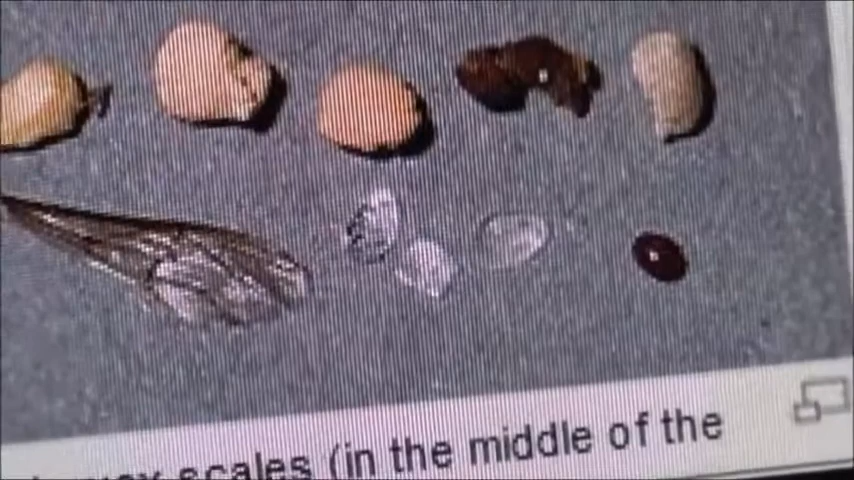 scales (in the middle of the